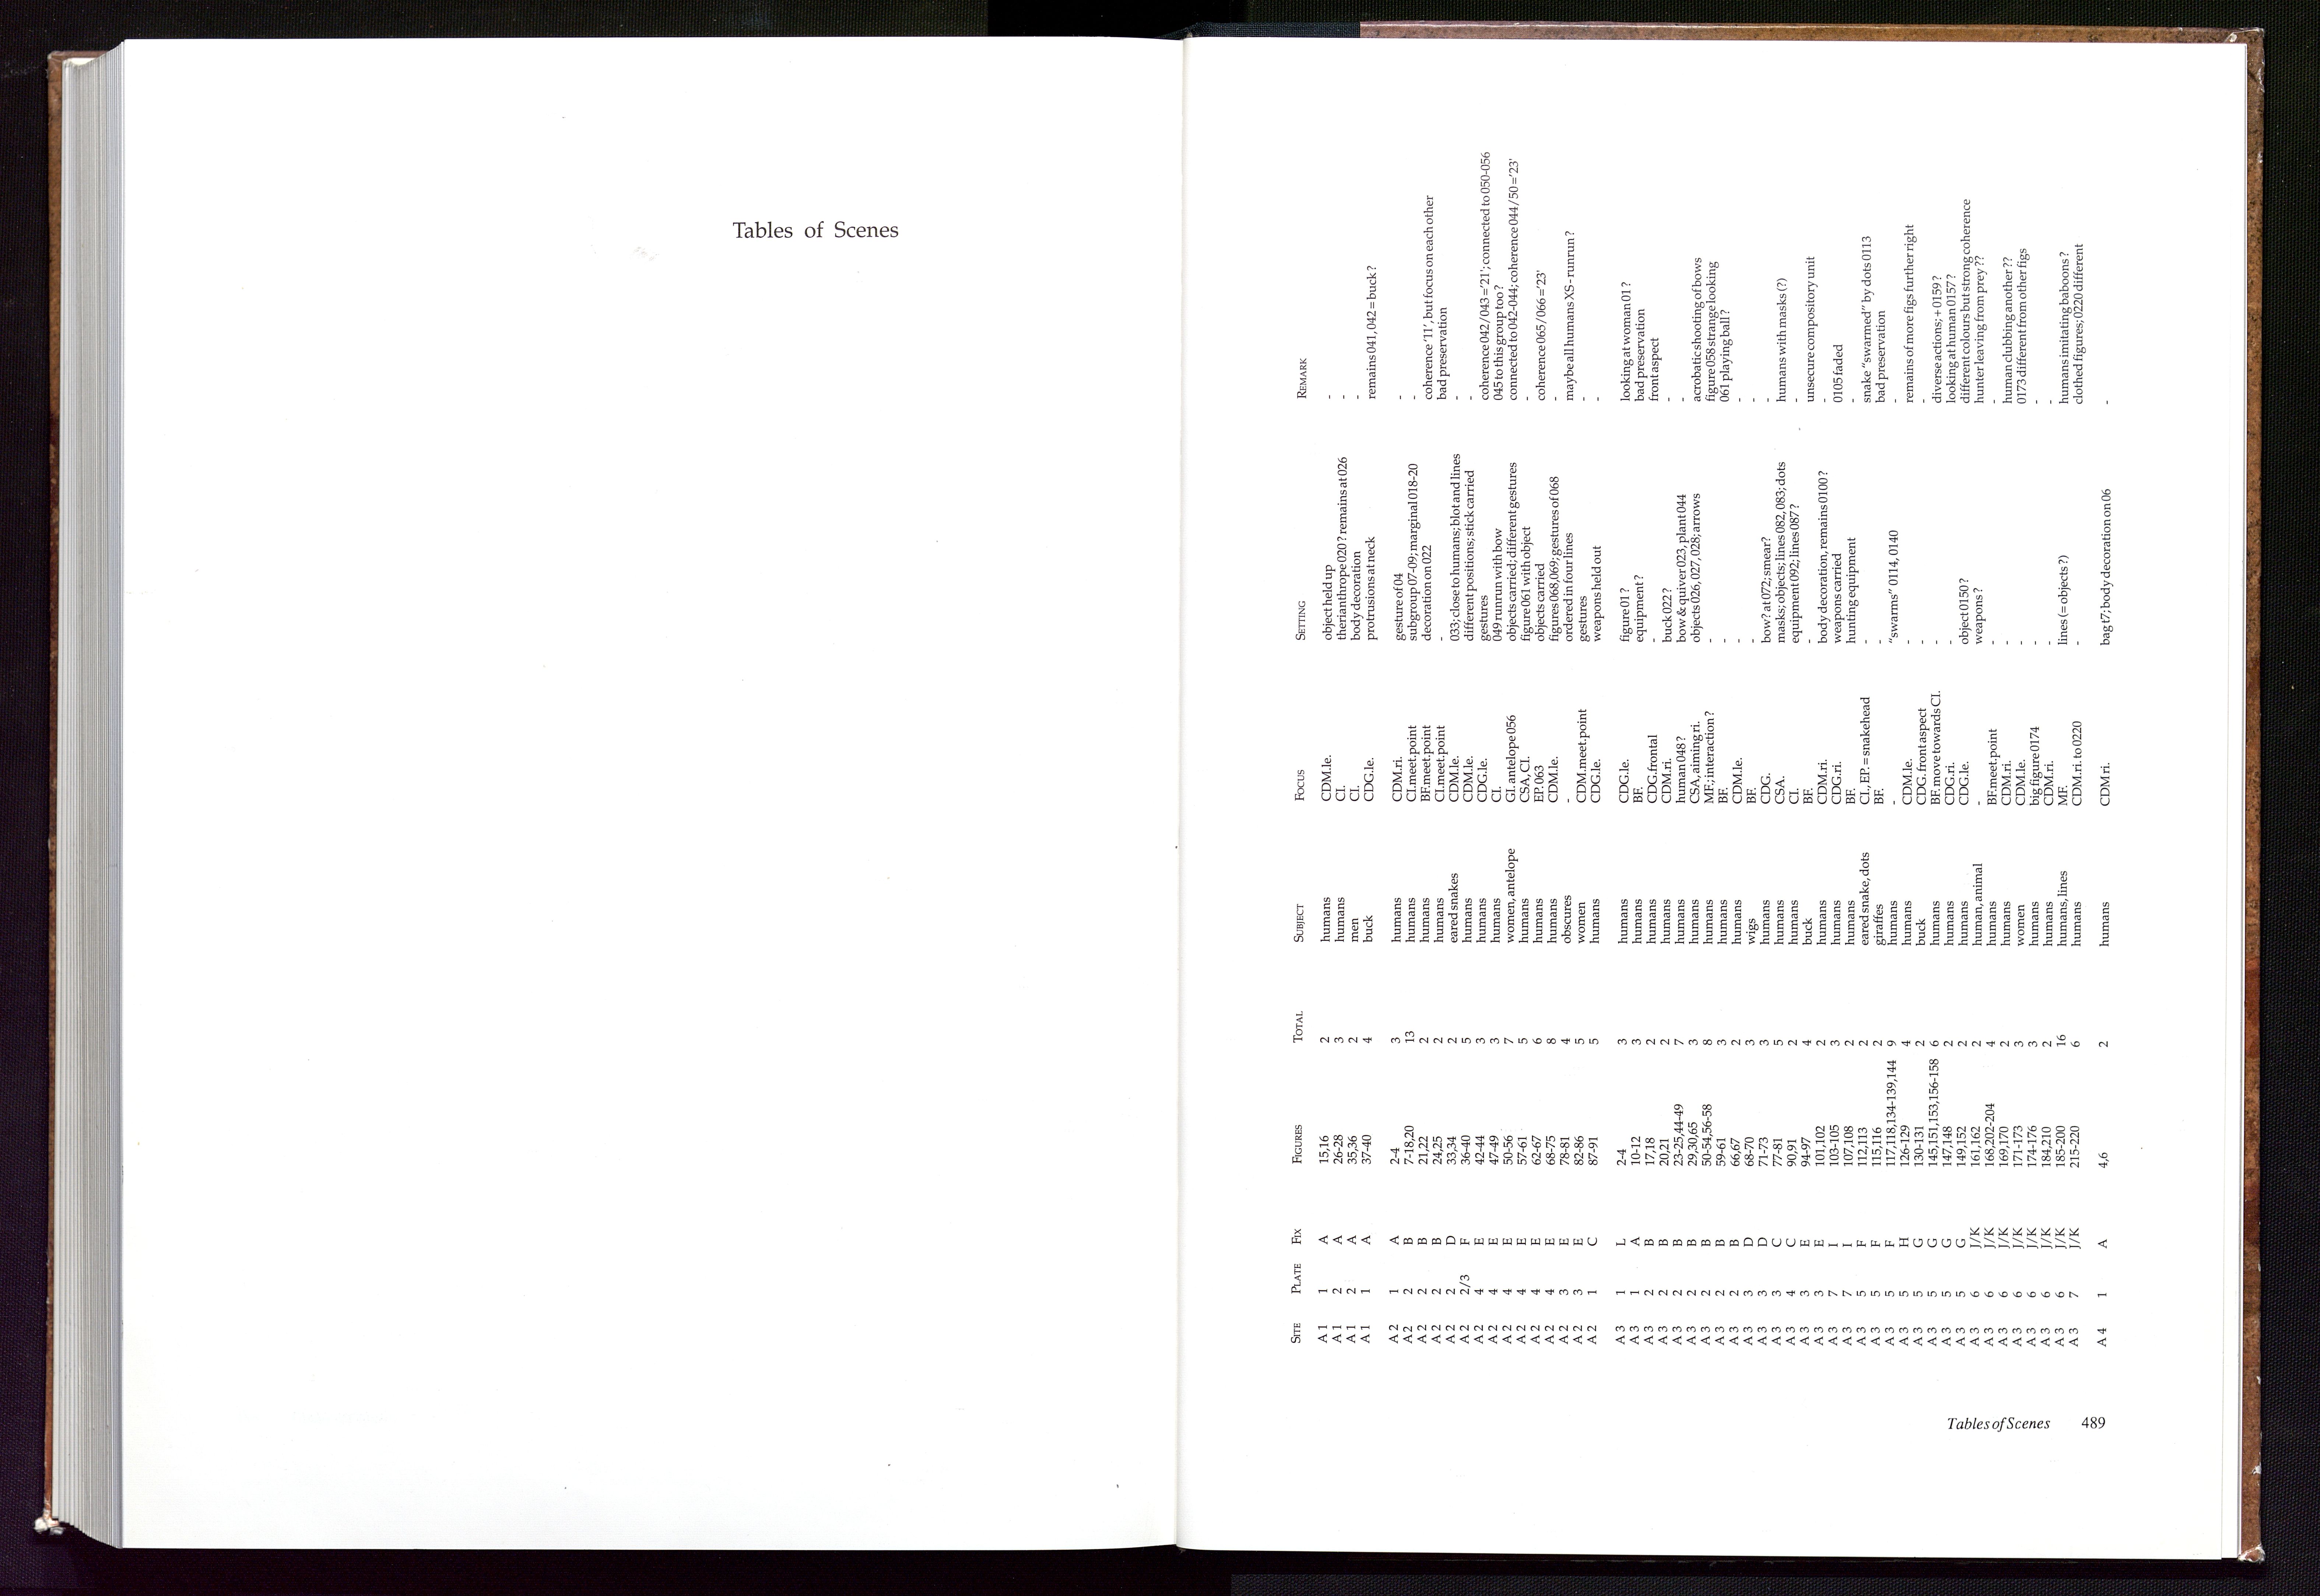 Tables of Scenes
SITE PLATE FIX FIGURES TOTAL SUBJECT FOCUS SETTING REMARK
A 1 1 A 15,16 2 humans CDM.le. object held up -
A 1 2 A 26-28 3 humans CI. therianthrope 020? remains at 026 -
A 1 2 A 35,36 2 men CI. body decoration -
A 1 1 A 37-40 4 buck CDG.le. protrusions at neck remains 041, 042 = buck?
A 2 1 A 2-4 3 humans CDM.ri. gesture of 04 -
A 2 2 B 7-18,20 13 humans CI.meet.point subgroup 07-09; marginal 018-20 -
A 2 2 B 21,22 2 humans BF.meet.point decoration on 022 coherence '11', but focus on each other
A 2 2 B 24,25 2 humans CI.meet.point - bad preservation
A 2 2 D 33,34 2 eared snakes CDM.le. 033; close to humans; blot and lines -
A 2 2/3 F 36-40 5 humans CDM.le. different positions; stick carried -
A 2 4 E 42-44 3 humans CDG.le. gestures coherence 042/043 = '21'; connected to 050-056
A 2 4 E 47-49 3 humans CI. 049 runrun with bow 045 to this group too?
A 2 4 E 50-56 7 women, antelope GI. antelope 056 objects carried; different gestures connected to 042-044; coherence 044/50 = '23'
A 2 4 E 57-61 5 humans CSA, CI. figure 061 with object -
A 2 4 E 62-67 6 humans EP. 063 objects carried coherence 065/066 = '23'
A 2 4 E 68-75 8 humans CDM.le. figures 068,069; gestures of 068 -
A 2 3 E 78-81 4 obscures - ordered in four lines maybe all humans XS - runrun?
A 2 3 E 82-86 5 women CDM.meet.point gestures -
A 2 1 C 87-91 5 humans CDG.le. weapons held out -
A 3 1 L 2-4 3 humans CDG.le. figure 01? looking at woman 01?
A 3 1 A 10-12 3 humans BF. equipment? bad preservation
A 3 2 B 17,18 2 humans CDG.frontal - front aspect
A 3 2 B 20,21 2 humans CDM.ri. buck 022? -
A 3 2 B 23-25,44-49 7 humans human 048? bow & quiver 023, plant 044 -
A 3 2 B 29,30,65 3 humans CSA, aiming ri. objects 026, 027, 028; arrows acrobatic shooting of bows
A 3 2 B 50-54,56-58 8 humans MF.; interaction? - figure 058 strange looking
A 3 2 B 59-61 3 humans BF. - 061 playing ball?
A 3 2 B 66,67 2 humans CDM.le. - -
A 3 3 D 68-70 3 wigs BF. - -
A 3 3 D 71-73 3 humans CDG. bow? at 072; smear? -
A 3 3 C 77-81 5 humans CSA. masks; objects; lines 082, 083; dots humans with masks (?)
A 3 4 C 90,91 2 humans CI. equipment 092; lines 087? -
A 3 3 E 94-97 4 buck BF. - unsecure compository unit
A 3 3 E 101,102 2 humans CDM.ri. body decoration, remains 0100? -
A 3 7 I 103-105 3 humans CDG.ri. weapons carried 0105 faded
A 3 7 I 107,108 2 humans BF. hunting equipment -
A 3 5 F 112,113 2 eared snake, dots CI., EP. = snakehead - snake "swarmed" by dots 0113
A 3 5 F 115,116 2 giraffes BF. - bad preservation
A 3 5 F 117,118,134-139,144 9 humans - "swarms" 0114, 0140 -
A 3 5 H 126-129 4 humans CDM.le. - remains of more figs further right
A 3 5 G 130-131 2 buck CDG. front aspect - -
A 3 5 G 145,151,153,156-158 6 humans BF. move towards CI. - diverse actions; + 0159?
A 3 5 G 147,148 2 humans CDG.ri. - looking at human 0157?
A 3 5 G 149,152 2 humans CDG.le. object 0150? different colours but strong coherence
A 3 6 J/K 161,162 2 human, animal - weapons? hunter leaving from prey??
A 3 6 J/K 168,202-204 4 humans BF.meet.point - -
A 3 6 J/K 169,170 2 humans CDM.ri. - human clubbing another??
A 3 6 J/K 171-173 3 women CDM.le. - 0173 different from other figs
A 3 6 J/K 174-176 3 humans big figure 0174 - -
A 3 6 J/K 184,210 2 humans CDM.ri. - -
A 3 6 J/K 185-200 16 humans, lines MF. lines (= objects?) humans imitating baboons?
A 3 7 J/K 215-220 6 humans CDM.ri. to 0220 - clothed figures; 0220 different
A 4 1 A 4,6 2 humans CDM.ri. bag t7; body decoration on 06 -
Tables of Scenes 489